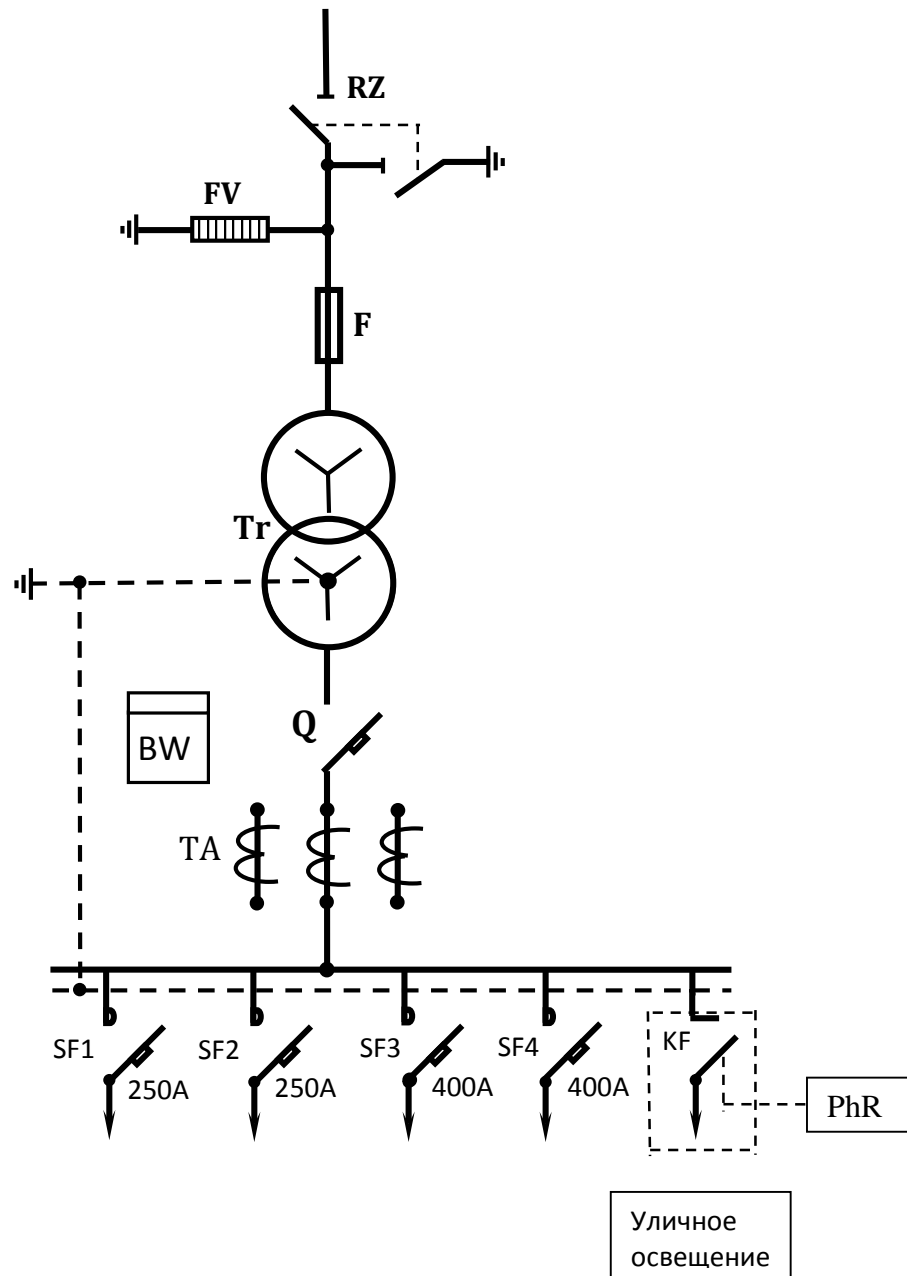 RZ
FV
F
Tr
Q
BW
TA
SF1
SF2
SF3
SF4
KF
250A
250A
400A
400A
PhR
Уличное
освещение